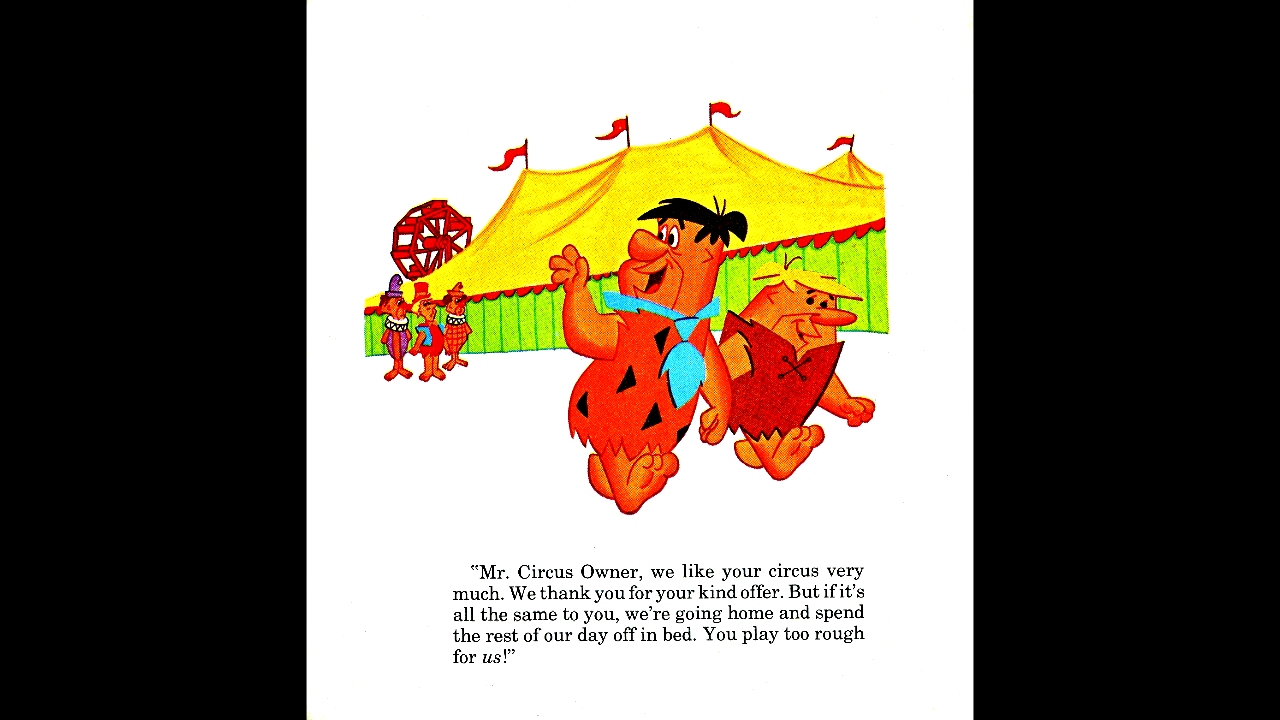 "Mr. Circus Owner, we like your circus very
much. We thank you for your kind offer. But if it's
all the same to you, we're going home and spend
the rest of our day off in bed. You play too rough
for us!"